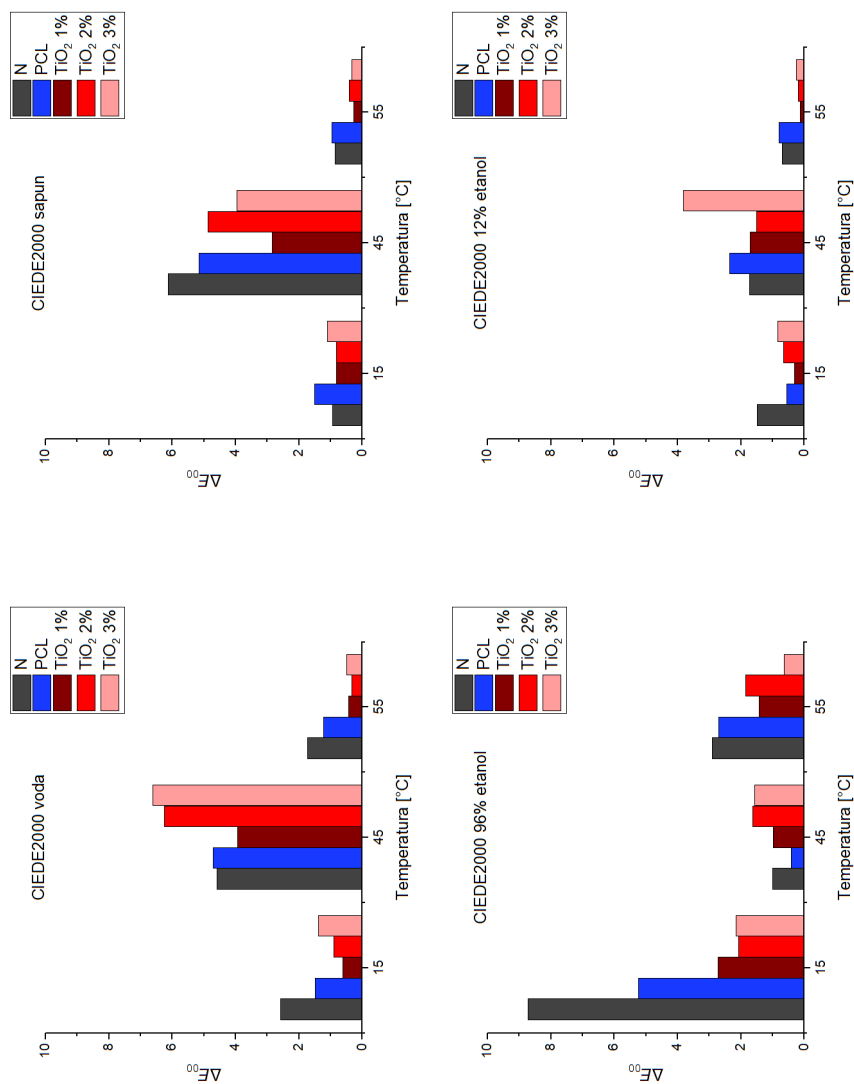 CIEDE2000 voda
N
PCL
TiO₂ 1%
TiO₂ 2%
TiO₂ 3%
ΔE₀₀
10
8
6
4
2
0
15 45 55
Temperatura [°C]
CIEDE2000 sapun
N
PCL
TiO₂ 1%
TiO₂ 2%
TiO₂ 3%
ΔE₀₀
10
8
6
4
2
0
15 45 55
Temperatura [°C]
CIEDE2000 96% etanol
N
PCL
TiO₂ 1%
TiO₂ 2%
TiO₂ 3%
ΔE₀₀
10
8
6
4
2
0
15 45 55
Temperatura [°C]
CIEDE2000 12% etanol
N
PCL
TiO₂ 1%
TiO₂ 2%
TiO₂ 3%
ΔE₀₀
10
8
6
4
2
0
15 45 55
Temperatura [°C]